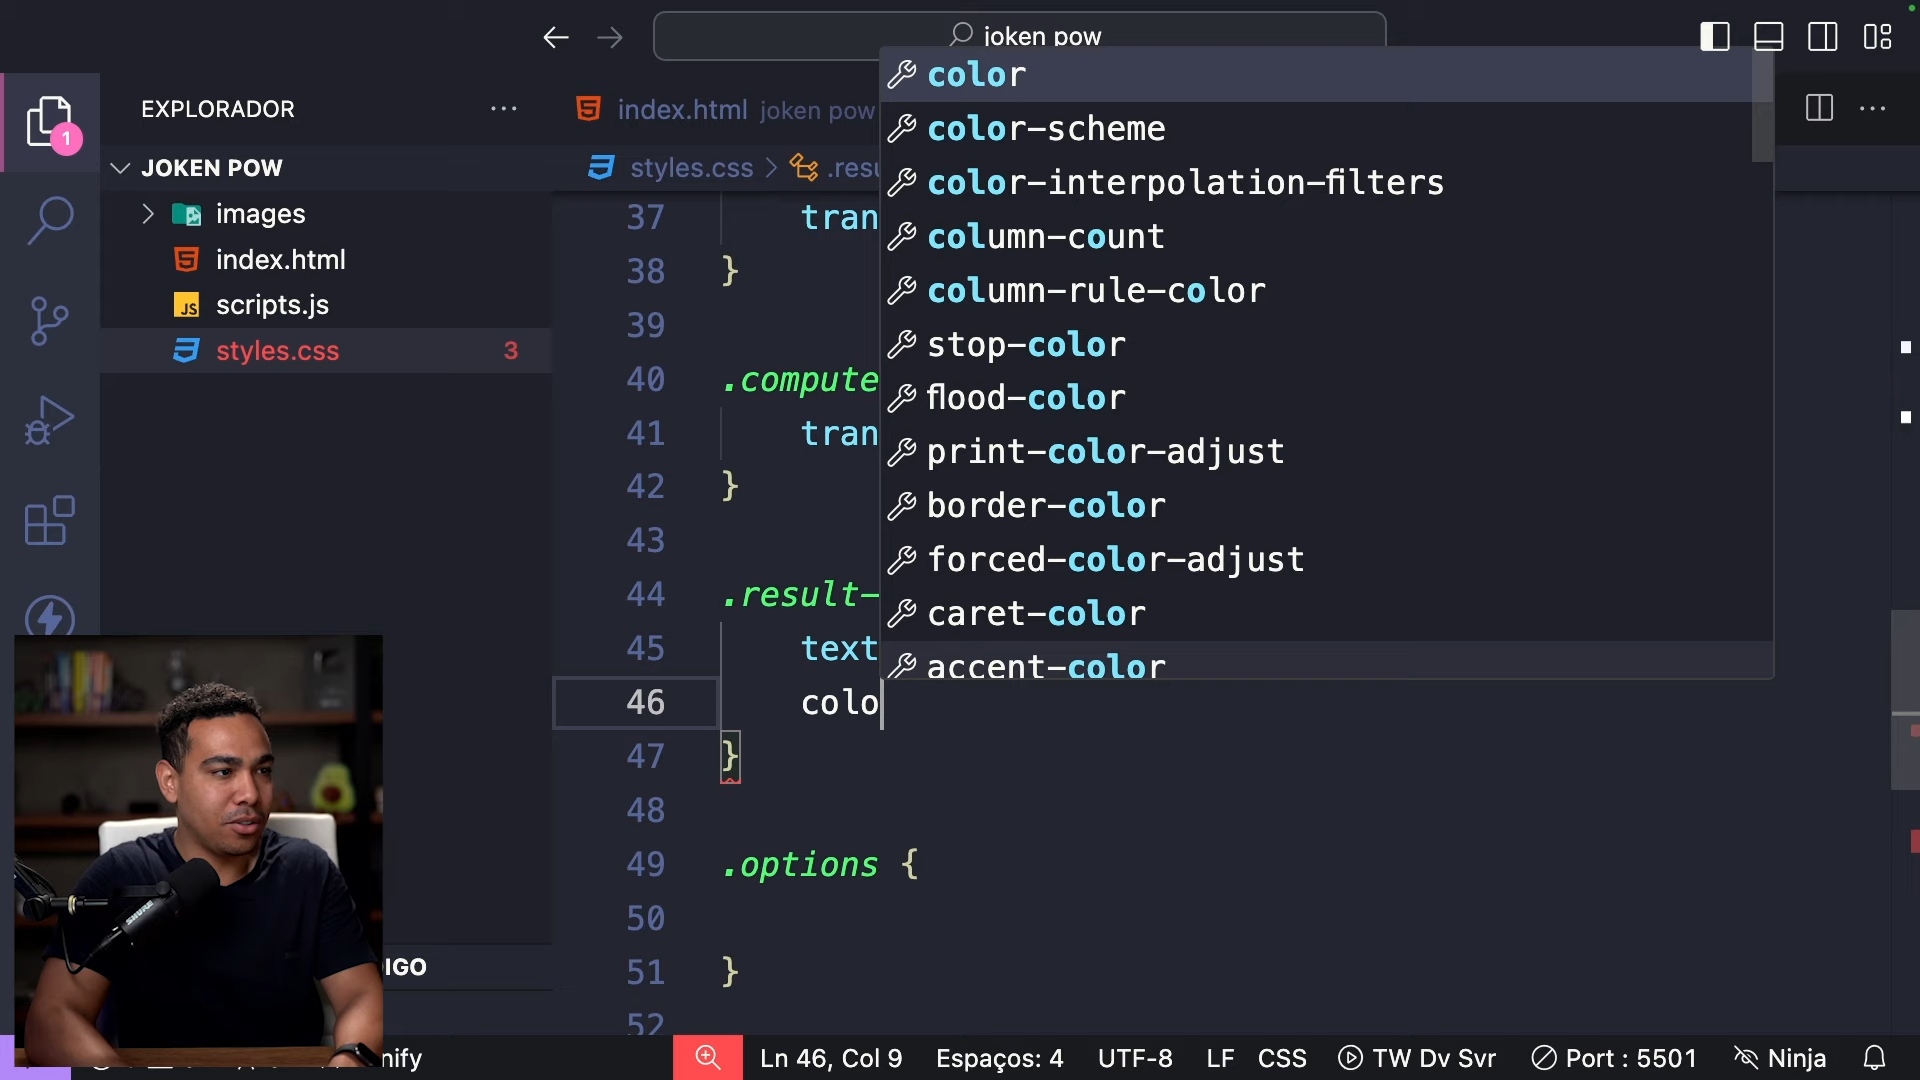 joken pow
EXPLORADOR
JOKEN POW
images
index.html
scripts.js
styles.css 3
1
index.html joken pow
styles.css > .resu
37 tran
38 }
39
40 .compute
41 tran
42 }
43
44 .result-
45 text
46 colo
47 }
48
49 .options {
50
51 }
52
color
color-scheme
color-interpolation-filters
column-count
column-rule-color
stop-color
flood-color
print-color-adjust
border-color
forced-color-adjust
caret-color
accent-color
IGO
SHURE
nify
Ln 46, Col 9 Espaços: 4 UTF-8 LF CSS TW Dv Svr Port : 5501 Ninja